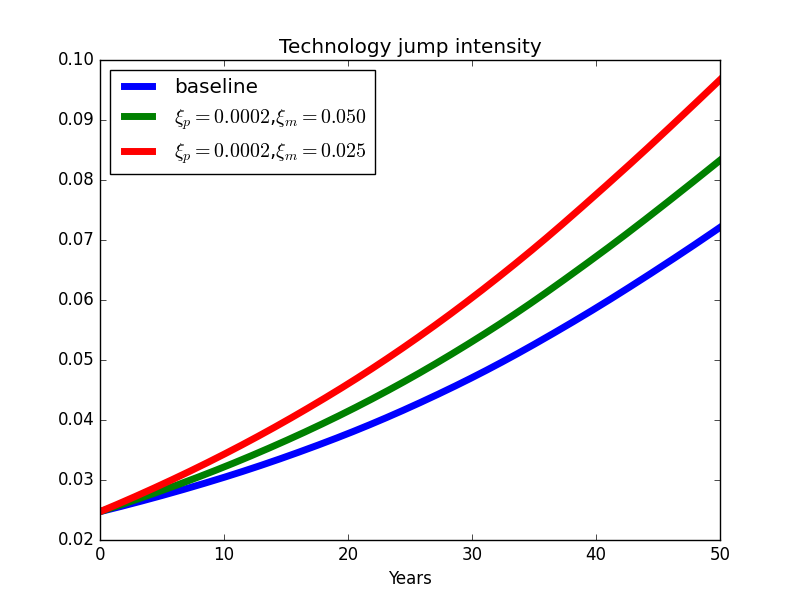 Technology jump intensity
0.10
0.09
0.08
0.07
0.06
0.05
0.04
0.03
0.02
baseline
ξₚ = 0.0002,ξₘ = 0.050
ξₚ = 0.0002,ξₘ = 0.025
0 10 20 30 40 50
Years